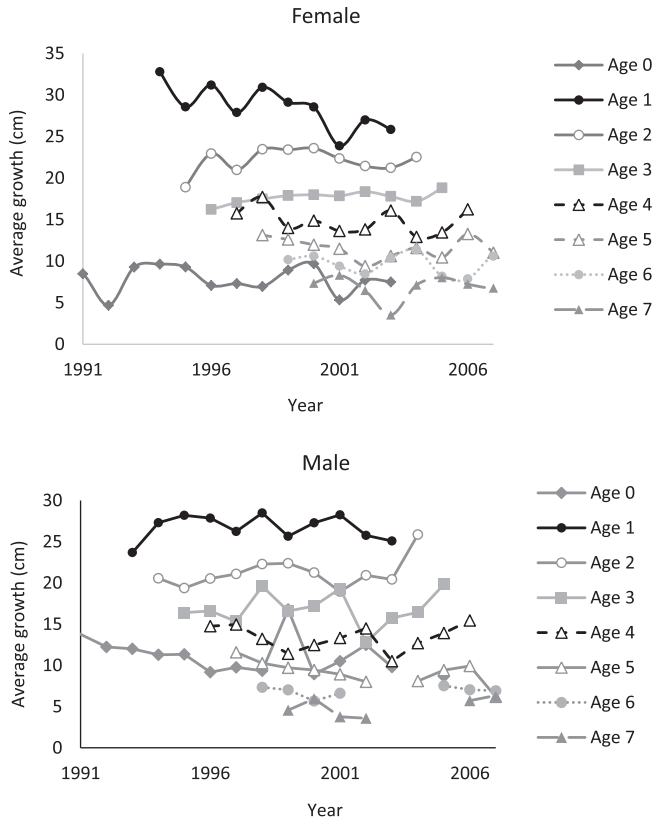 Female
35
30
25
20
15
10
5
0
Average growth (cm)
1991 1996 2001 2006
Year
Age 0
Age 1
Age 2
Age 3
Age 4
Age 5
Age 6
Age 7
Male
30
25
20
15
10
5
0
Average growth (cm)
1991 1996 2001 2006
Year
Age 0
Age 1
Age 2
Age 3
Age 4
Age 5
Age 6
Age 7